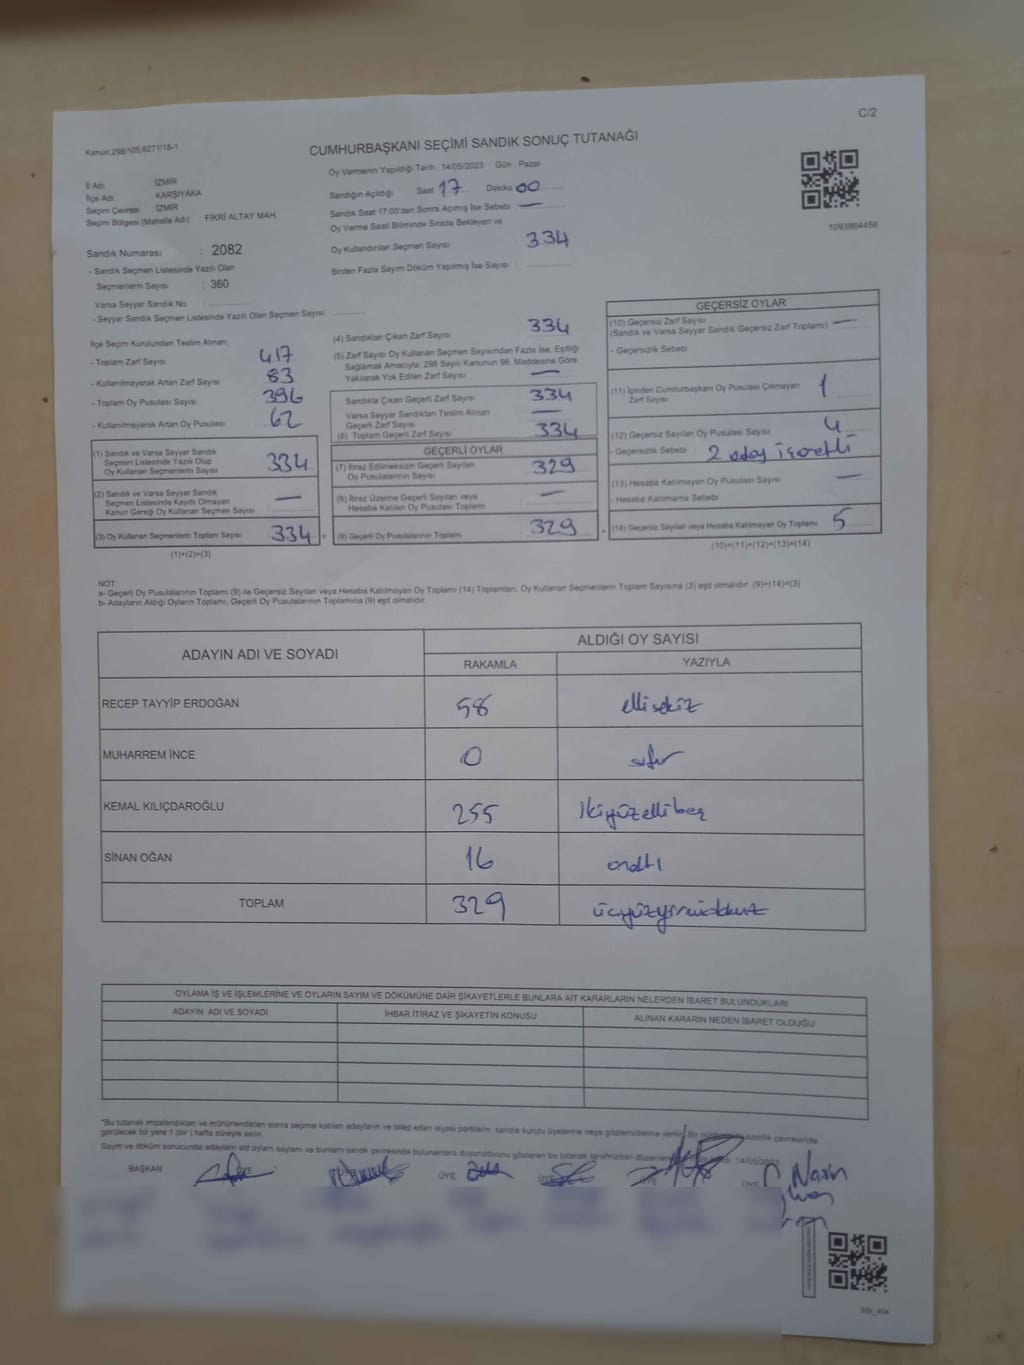 C/2
Kanun:298/105;6271/18-1
CUMHURBAŞKANI SEÇİMİ SANDIK SONUÇ TUTANAĞI
İl Adı İZMİR
İlçe Adı KARŞIYAKA
Seçim Çevresi İZMİR
Seçim Bölgesi (Mahalle Adı) : FİKRİ ALTAY MAH.
Sandık Numarası : 2082
- Sandık Seçmen Listesinde Yazılı Olan
Seçmenlerin Sayısı : 360
Varsa Seyyar Sandık No
- Seyyar Sandık Seçmen Listesinde Yazılı Olan Seçmen Sayısı:
Oy Vermenin Yapıldığı Tarih : 14/05/2023 Gün : Pazar
Sandığın Açıldığı Saat 17 Dakika 00
Sandık Saat 17:00'den Sonra Açılmış İse Sebebi : —
Oy Verme Saati Bitiminde Sırada Bekleyen ve
Oy Kullandırılan Seçmen Sayısı 334
Birden Fazla Sayım Döküm Yapılmış İse Sayısı :
1093864456
İlçe Seçim Kurulundan Teslim Alınan:
- Toplam Zarf Sayısı 417
- Kullanılmayarak Artan Zarf Sayısı 83
- Toplam Oy Pusulası Sayısı 396
- Kullanılmayarak Artan Oy Pusulası 62
(1) Sandık ve Varsa Seyyar Sandık
Seçmen Listesinde Yazılı Olup
Oy Kullanan Seçmenlerin Sayısı 334
(2) Sandık ve Varsa Seyyar Sandık
Seçmen Listesinde Kayıtlı Olmayan
Kanun Gereği Oy Kullanan Seçmen Sayısı —
(3) Oy Kullanan Seçmenlerin Toplam Sayısı 334
(1)+(2)=(3)
(4) Sandıktan Çıkan Zarf Sayısı 334
(5) Zarf Sayısı Oy Kullanan Seçmen Sayısından Fazla İse, Eşitliği
Sağlamak Amacıyla; 298 Sayılı Kanunun 98. Maddesine Göre
Yakılarak Yok Edilen Zarf Sayısı —
Sandıkta Çıkan Geçerli Zarf Sayısı 334
Varsa Seyyar Sandıktan Teslim Alınan
Geçerli Zarf Sayısı —
(6) Toplam Geçerli Zarf Sayısı 334
GEÇERLİ OYLAR
(7) İtiraz Edilmeksizin Geçerli Sayılan
Oy Pusulalarının Sayısı 329
(8) İtiraz Üzerine Geçerli Sayılan veya
Hesaba Katılan Oy Pusulası Toplamı —
(9) Geçerli Oy Pusulalarının Toplamı 329
GEÇERSİZ OYLAR
(10) Geçersiz Zarf Sayısı —
(Sandık ve Varsa Seyyar Sandık Geçersiz Zarf Toplamı)
- Geçersizlik Sebebi
(11) İçinden Cumhurbaşkanı Oy Pusulası Çıkmayan
Zarf Sayısı 1
(12) Geçersiz Sayılan Oy Pusulası Sayısı 4
- Geçersizlik Sebebi : 2 aday işaretli
(13) Hesaba Katılmayan Oy Pusulası Sayısı —
- Hesaba Katılmama Sebebi :
(14) Geçersiz Sayılan veya Hesaba Katılmayan Oy Toplamı 5
(10)+(11)+(12)+(13)=(14)
NOT:
a- Geçerli Oy Pusulalarının Toplamı (9) ile Geçersiz Sayılan veya Hesaba Katılmayan Oy Toplamı (14) Toplamları, Oy Kullanan Seçmenlerin Toplam Sayısına (3) eşit olmalıdır. (9)+(14)=(3)
b- Adayların Aldığı Oyların Toplamı, Geçerli Oy Pusulalarının Toplamına (9) eşit olmalıdır.
ADAYIN ADI VE SOYADI ALDIĞI OY SAYISI
RAKAMLA YAZIYLA
RECEP TAYYİP ERDOĞAN 58 ellisekiz
MUHARREM İNCE 0 sıfır
KEMAL KILIÇDAROĞLU 255 ikiyüzellibeş
SİNAN OĞAN 16 onaltı
TOPLAM 329 üçyüzyirmidokuz
OYLAMA İŞ VE İŞLEMLERİNE VE OYLARIN SAYIM VE DÖKÜMÜNE DAİR ŞİKAYETLERLE BUNLARA AİT KARARLARIN NELERDEN İBARET BULUNDUKLARI
ADAYIN ADI VE SOYADI İHBAR İTİRAZ VE ŞİKAYETİN KONUSU ALINAN KARARIN NEDEN İBARET OLDUĞU
*Bu tutanak imzalandıktan ve mühürlendikten sonra seçime katılan adayların ve talep eden siyasi partilerin sandık kurulu üyelerine veya gözlemcilerine verilir. Bir sandık çevresinde
görülecek bir yere 1 (bir) hafta süreyle asılır.
Sayım ve döküm sonucunda adayların aldığı oyların sayıları ve bunların sandık çevresinde bulunanlara duyurulduğunu gösteren bu tutanak tarafımızdan 14/05/2023
BAŞKAN ÜYE ÜYE ÜYE ÜYE ÜYE